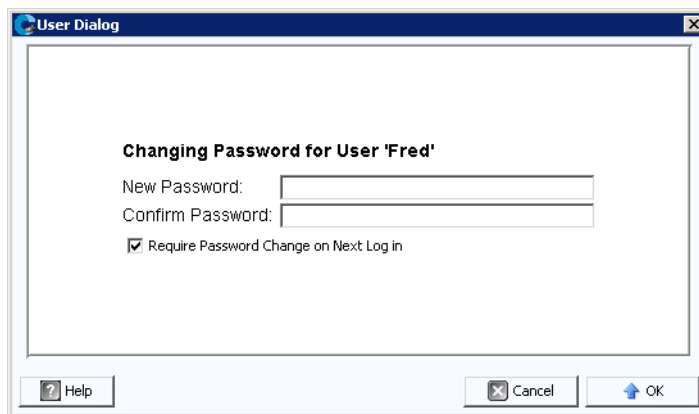 User Dialog
Changing Password for User 'Fred'
New Password:
Confirm Password:
Require Password Change on Next Log in
Help Cancel OK